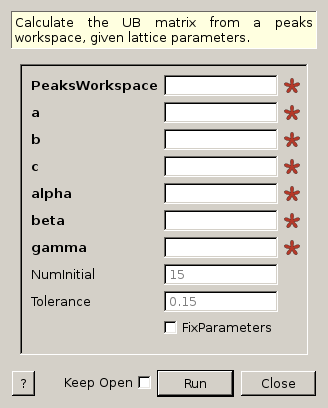 Calculate the UB matrix from a peaks
workspace, given lattice parameters.
PeaksWorkspace
a
b
c
alpha
beta
gamma
NumInitial 15
Tolerance 0.15
FixParameters
? Keep Open Run Close